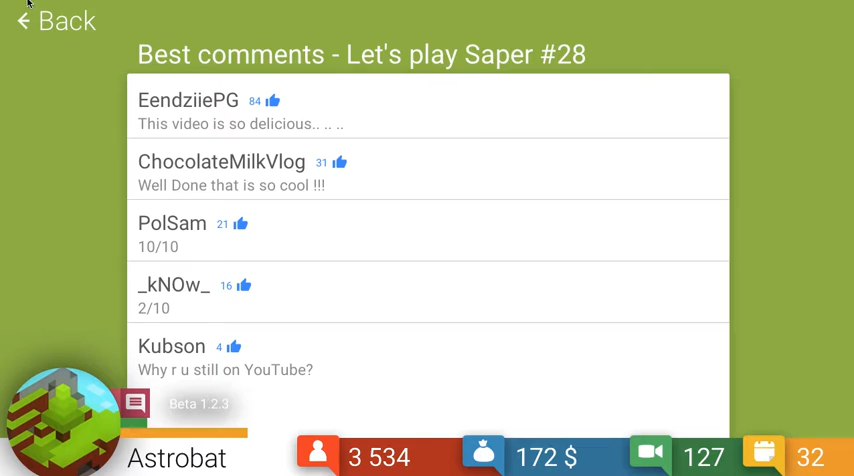 Back
Best comments - Let's play Saper #28
EendziiePG 84
This video is so delicious.. .. ..
ChocolateMilkVlog 31
Well Done that is so cool !!!
PolSam 21
10/10
_kNOw_ 16
2/10
Kubson 4
Why r u still on YouTube?
Beta 1.2.3
Astrobat 3 534 172 $ 127 32